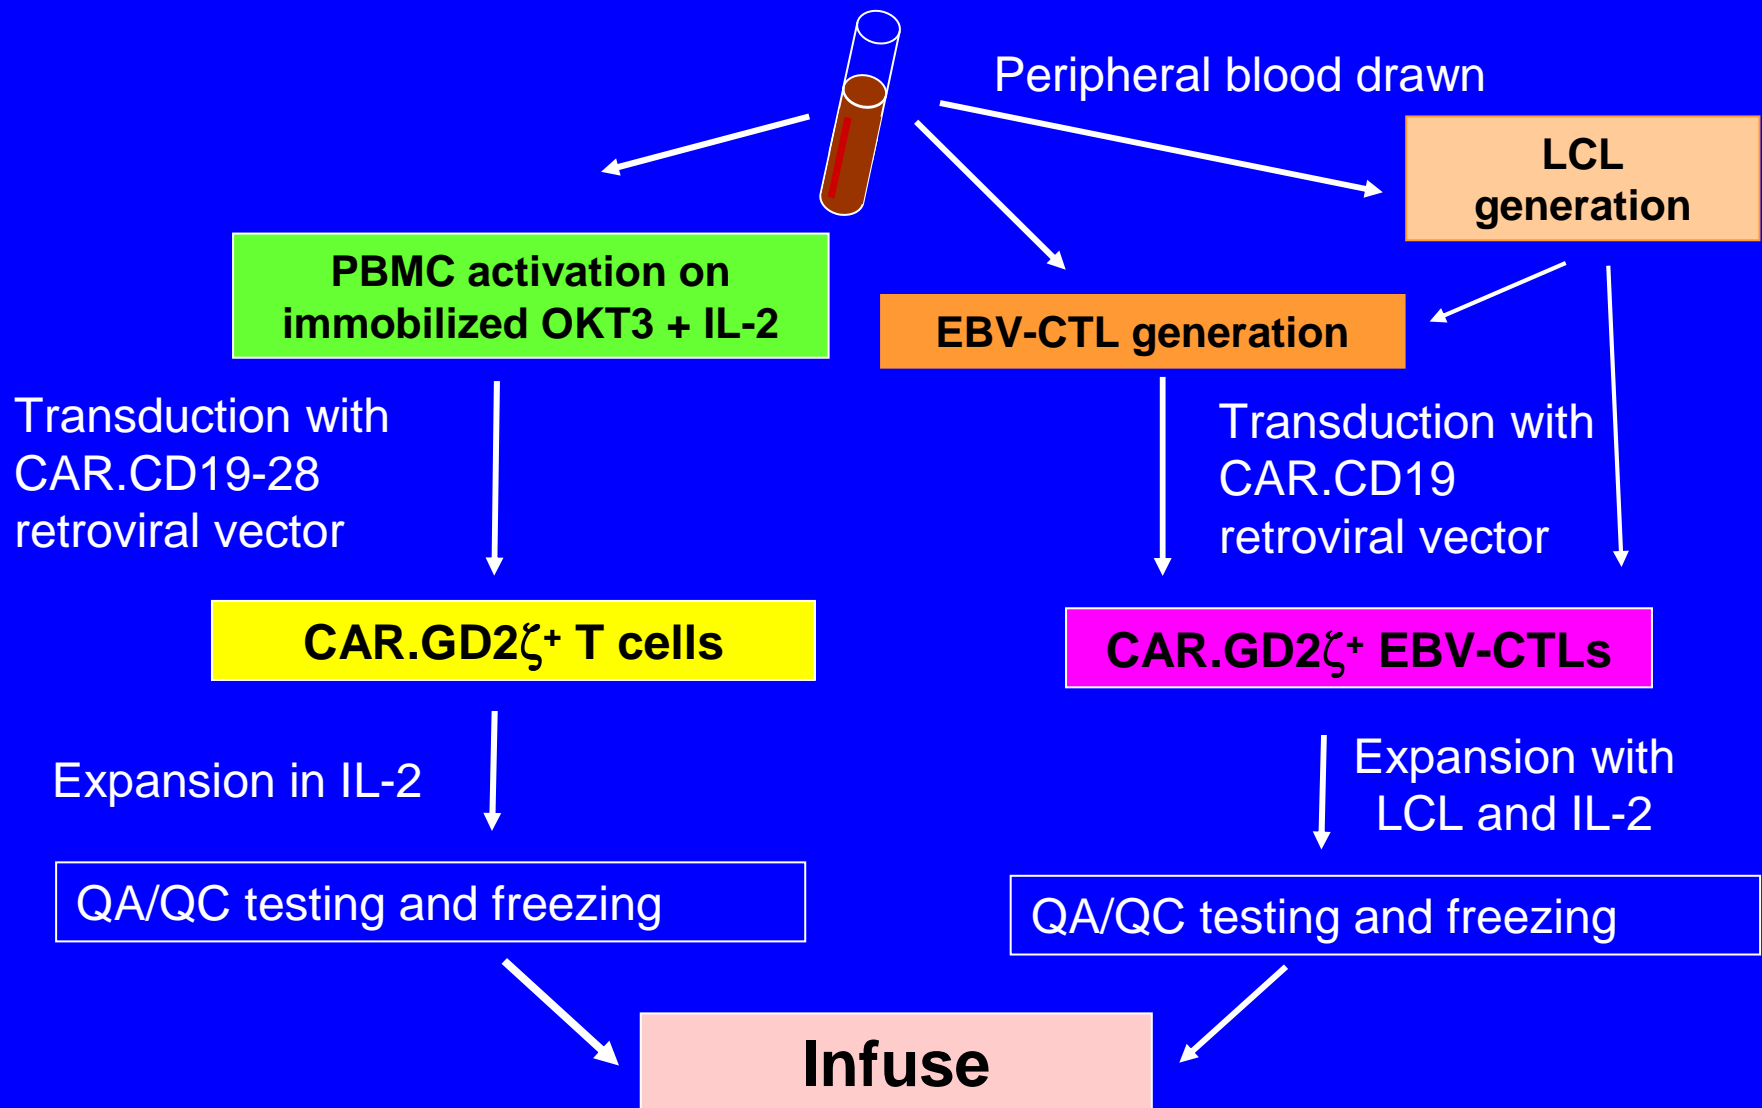 Peripheral blood drawn
LCL
generation
PBMC activation on
immobilized OKT3 + IL-2
EBV-CTL generation
Transduction with
CAR.CD19-28
retroviral vector
Transduction with
CAR.CD19
retroviral vector
CAR.GD2ζ+ T cells
CAR.GD2ζ+ EBV-CTLs
Expansion in IL-2
Expansion with
LCL and IL-2
QA/QC testing and freezing
QA/QC testing and freezing
Infuse